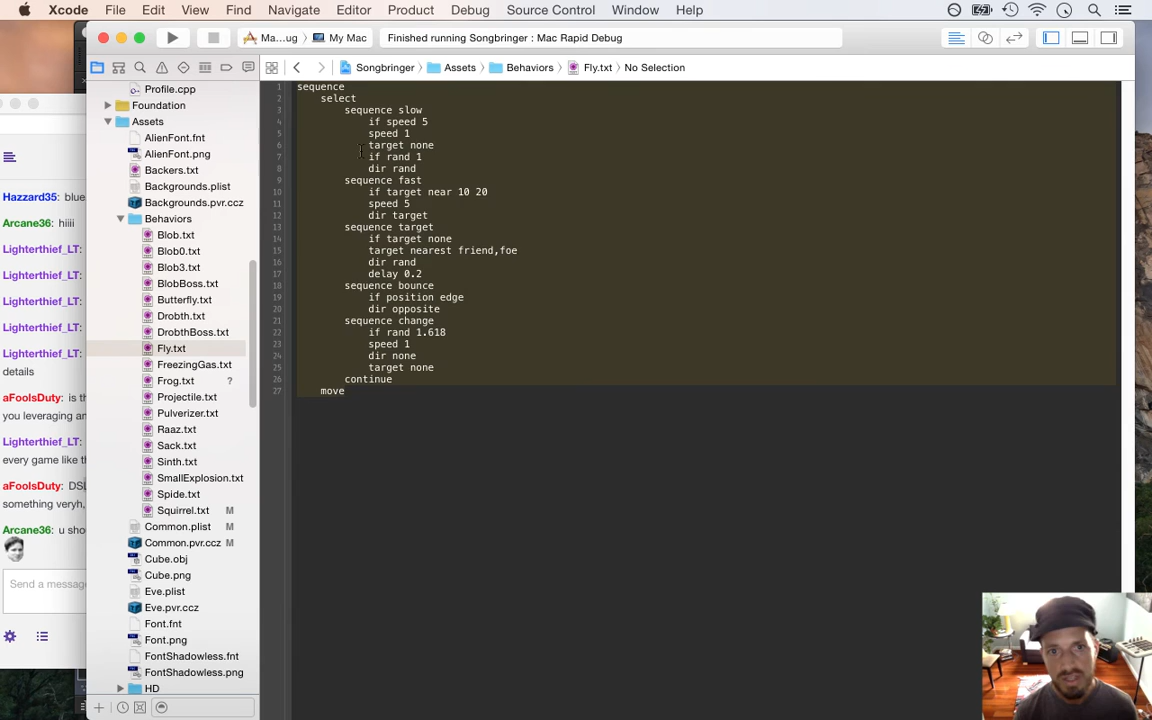 Xcode File Edit View Find Navigate Editor Product Debug Source Control Window Help
Ma...ug My Mac Finished running Songbringer : Mac Rapid Debug
Songbringer Assets Behaviors Fly.txt No Selection
Profile.cpp
Foundation
Assets
AlienFont.fnt
AlienFont.png
Backers.txt
Backgrounds.plist
Backgrounds.pvr.ccz
Behaviors
Blob.txt
Blob0.txt
Blob3.txt
BlobBoss.txt
Butterfly.txt
Drobth.txt
DrobthBoss.txt
Fly.txt
FreezingGas.txt
Frog.txt ?
Projectile.txt
Pulverizer.txt
Raaz.txt
Sack.txt
Sinth.txt
SmallExplosion.txt
Spide.txt
Squirrel.txt M
Common.plist M
Common.pvr.ccz M
Cube.obj
Cube.png
Eve.plist
Eve.pvr.ccz
Font.fnt
Font.png
FontShadowless.fnt
FontShadowless.png
HD
1 sequence
2 select
3 sequence slow
4 if speed 5
5 speed 1
6 target none
7 if rand 1
8 dir rand
9 sequence fast
10 if target near 10 20
11 speed 5
12 dir target
13 sequence target
14 if target none
15 target nearest friend,foe
16 dir rand
17 delay 0.2
18 sequence bounce
19 if position edge
20 dir opposite
21 sequence change
22 if rand 1.618
23 speed 1
24 dir none
25 target none
26 continue
27 move
Hazzard35: blue
Arcane36: hiiii
Lighterthief_LT:
Lighterthief_LT:
Lighterthief_LT:
Lighterthief_LT:
Lighterthief_LT:
details
aFoolsDuty: is th
you leveraging an
Lighterthief_LT:
every game like th
aFoolsDuty: DSL
something veryh,
Arcane36: u sho
Send a message